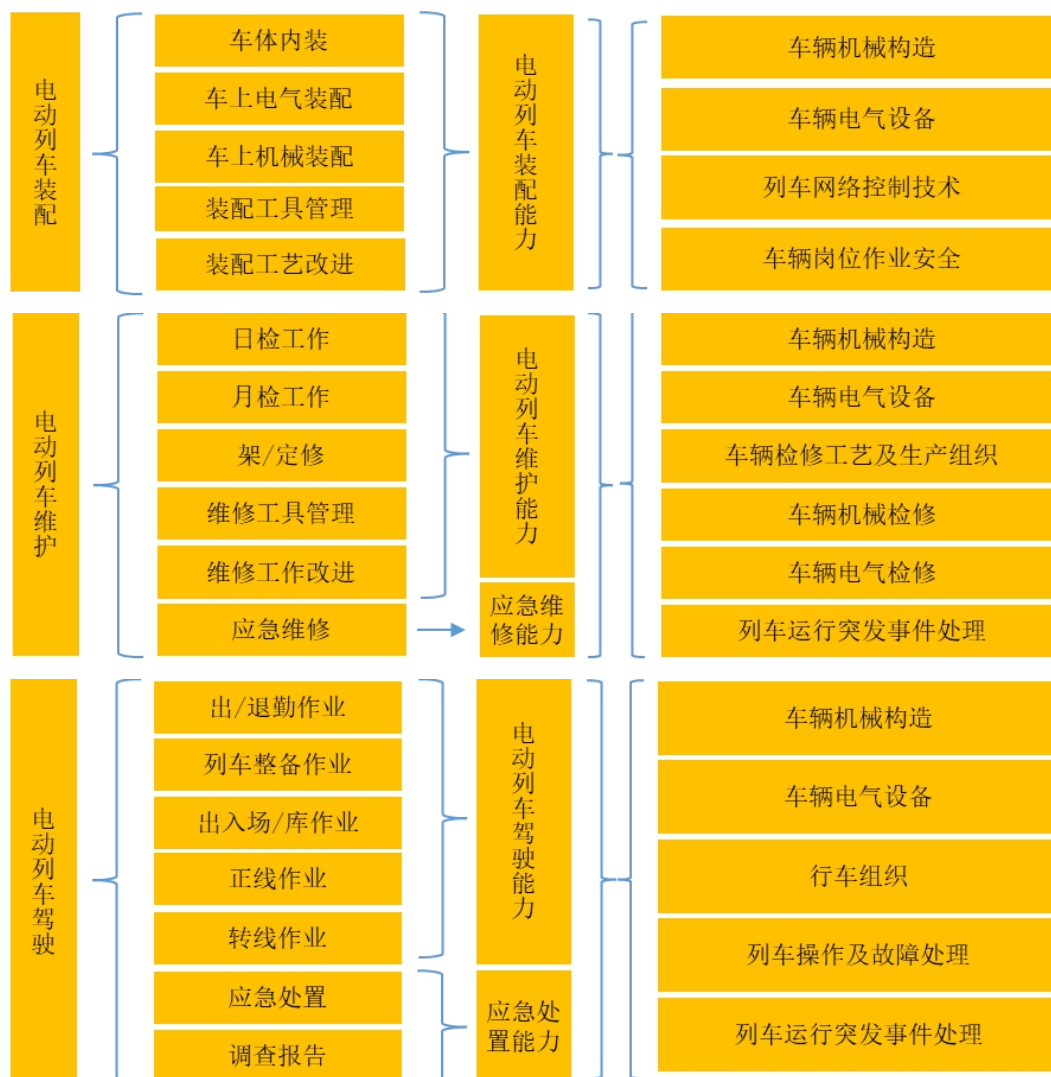 电动列车装配
车体内装
车上电气装配
车上机械装配
装配工具管理
装配工艺改进
电动列车装配能力
车辆机械构造
车辆电气设备
列车网络控制技术
车辆岗位作业安全
电动列车维护
日检工作
月检工作
架/定修
维修工具管理
维修工作改进
应急维修
电动列车维护能力
应急维
修能力
车辆机械构造
车辆电气设备
车辆检修工艺及生产组织
车辆机械检修
车辆电气检修
列车运行突发事件处理
电动列车驾驶
出/退勤作业
列车整备作业
出入场/库作业
正线作业
转线作业
应急处置
调查报告
电动列车驾驶能力
应急处
置能力
车辆机械构造
车辆电气设备
行车组织
列车操作及故障处理
列车运行突发事件处理